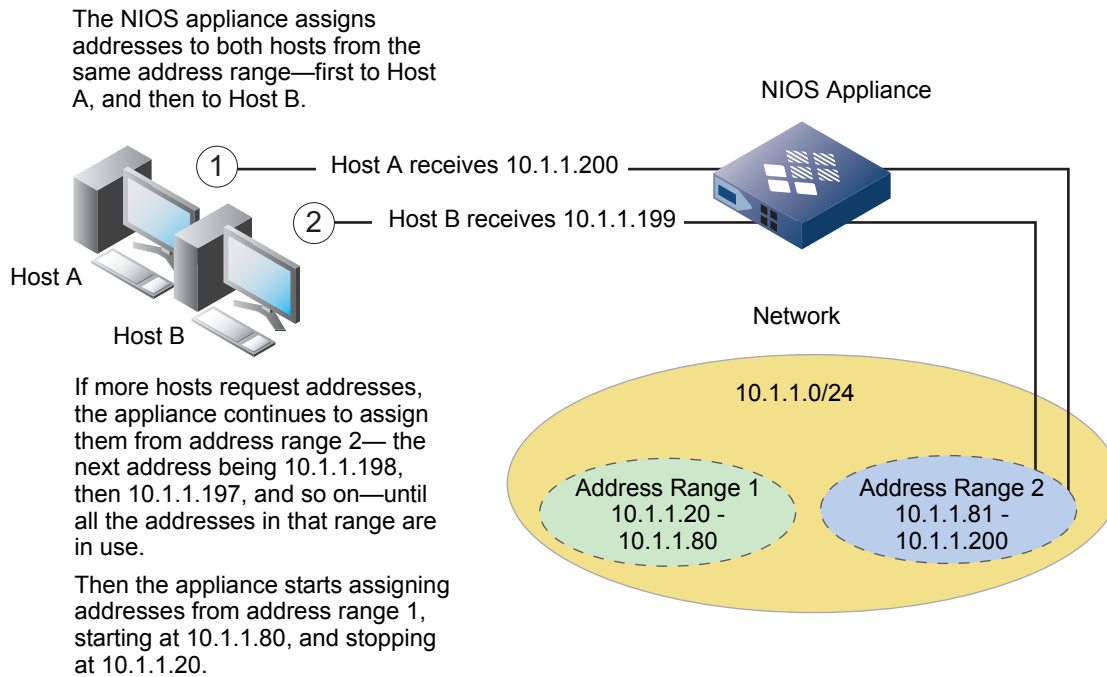 The NIOS appliance assigns
addresses to both hosts from the
same address range—first to Host
A, and then to Host B.
NIOS Appliance
1
Host A receives 10.1.1.200
2
Host B receives 10.1.1.199
Host A
Host B
Network
If more hosts request addresses,
the appliance continues to assign
them from address range 2— the
next address being 10.1.1.198,
then 10.1.1.197, and so on—until
all the addresses in that range are
in use.
Then the appliance starts assigning
addresses from address range 1,
starting at 10.1.1.80, and stopping
at 10.1.1.20.
10.1.1.0/24
Address Range 1
10.1.1.20 -
10.1.1.80
Address Range 2
10.1.1.81 -
10.1.1.200